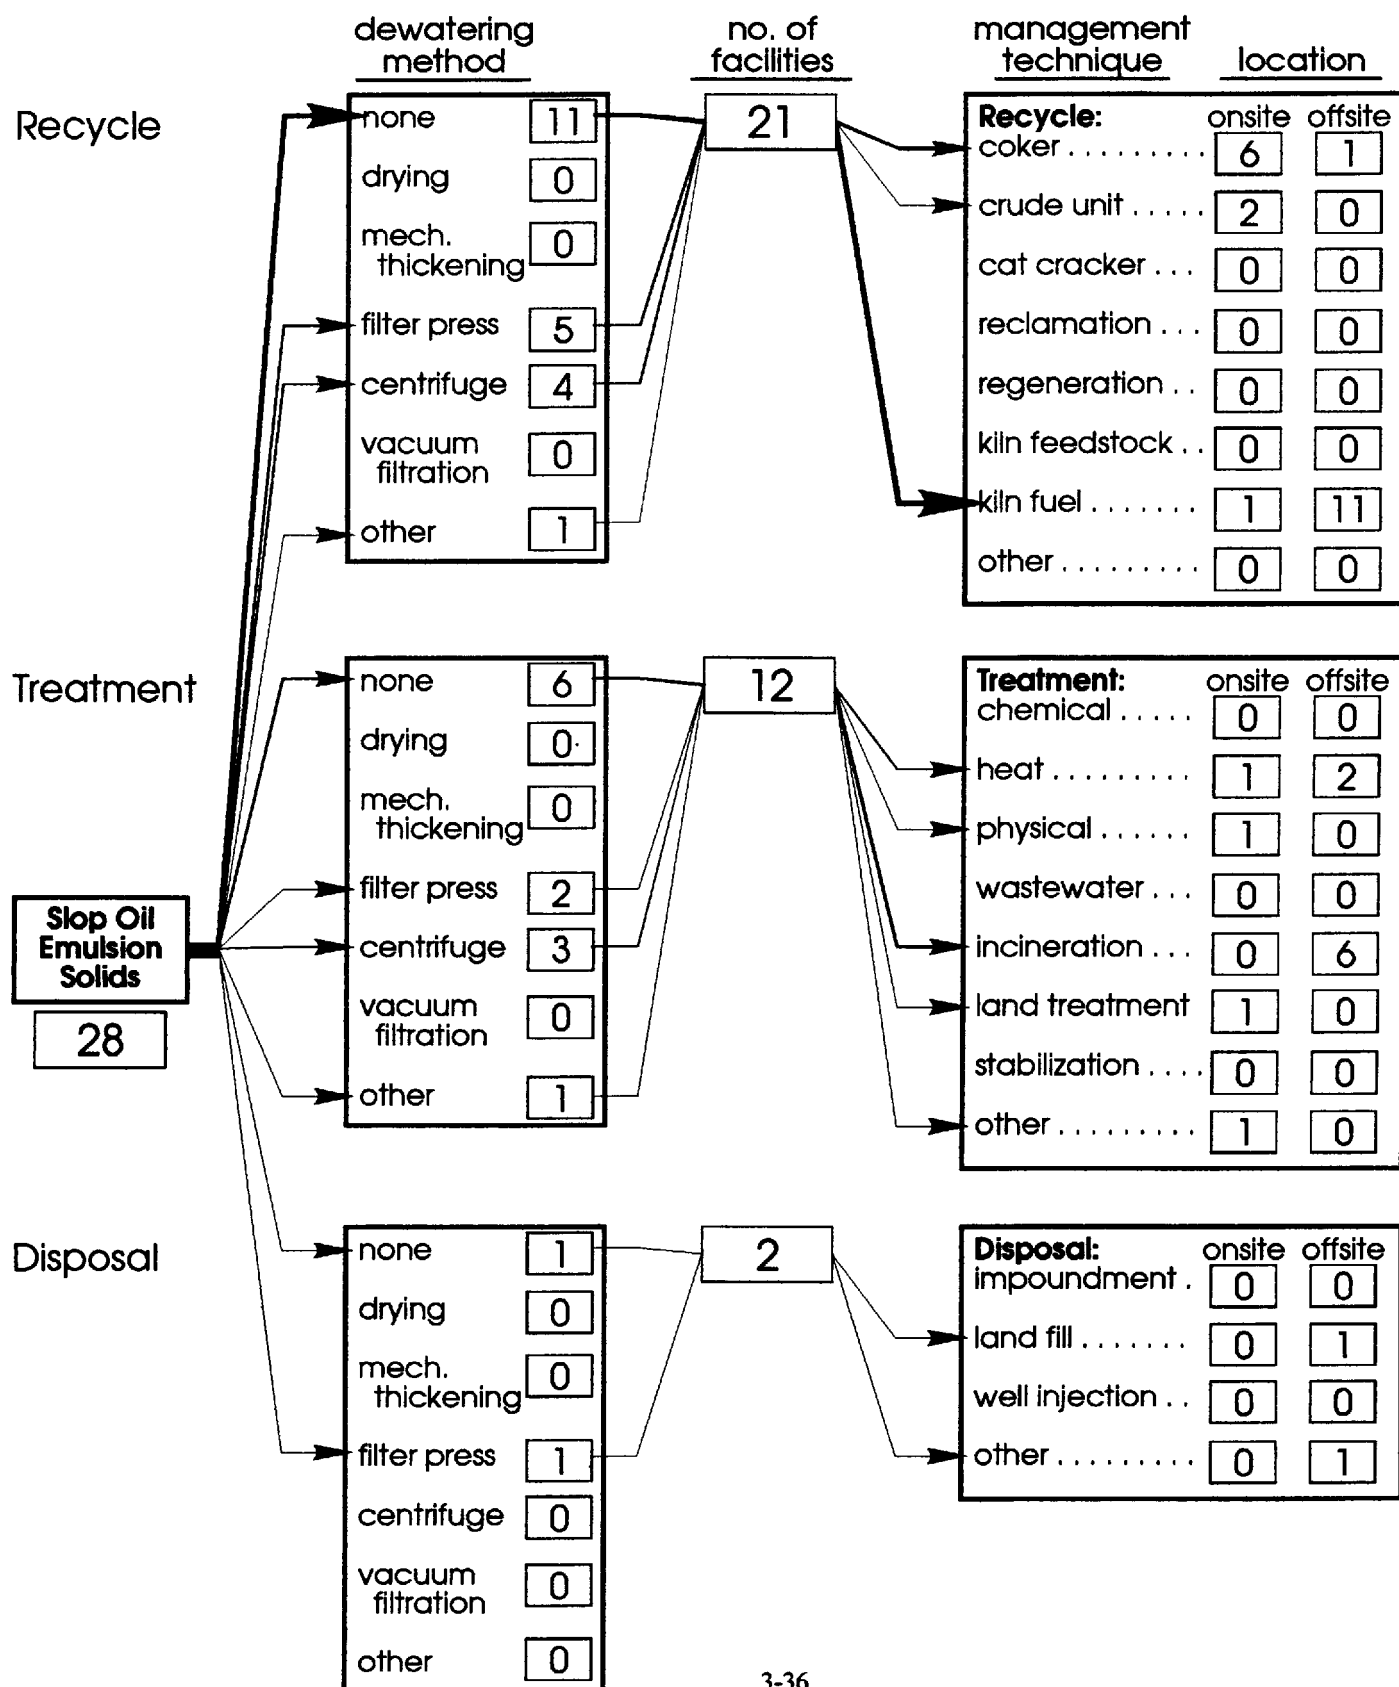 dewatering method no. of facilities management technique location
Recycle
none 11
drying 0
mech. thickening 0
filter press 5
centrifuge 4
vacuum filtration 0
other 1
21
Recycle: onsite offsite
coker . . . . . . . . . 6 1
crude unit . . . . . 2 0
cat cracker . . . 0 0
reclamation . . . 0 0
regeneration . . 0 0
kiln feedstock . . 0 0
kiln fuel . . . . . . . 1 11
other . . . . . . . . . 0 0
Treatment
none 6
drying 0
mech. thickening 0
filter press 2
centrifuge 3
vacuum filtration 0
other 1
12
Treatment: onsite offsite
chemical . . . . . 0 0
heat . . . . . . . . . 1 2
physical . . . . . . 1 0
wastewater . . . 0 0
incineration . . . 0 6
land treatment 1 0
stabilization . . . . 0 0
other . . . . . . . . . 1 0
Slop Oil
Emulsion
Solids
28
Disposal
none 1
drying 0
mech. thickening 0
filter press 1
centrifuge 0
vacuum filtration 0
other 0
2
Disposal: onsite offsite
impoundment . 0 0
land fill . . . . . . . 0 1
well injection . . 0 0
other . . . . . . . . . 0 1
3-36